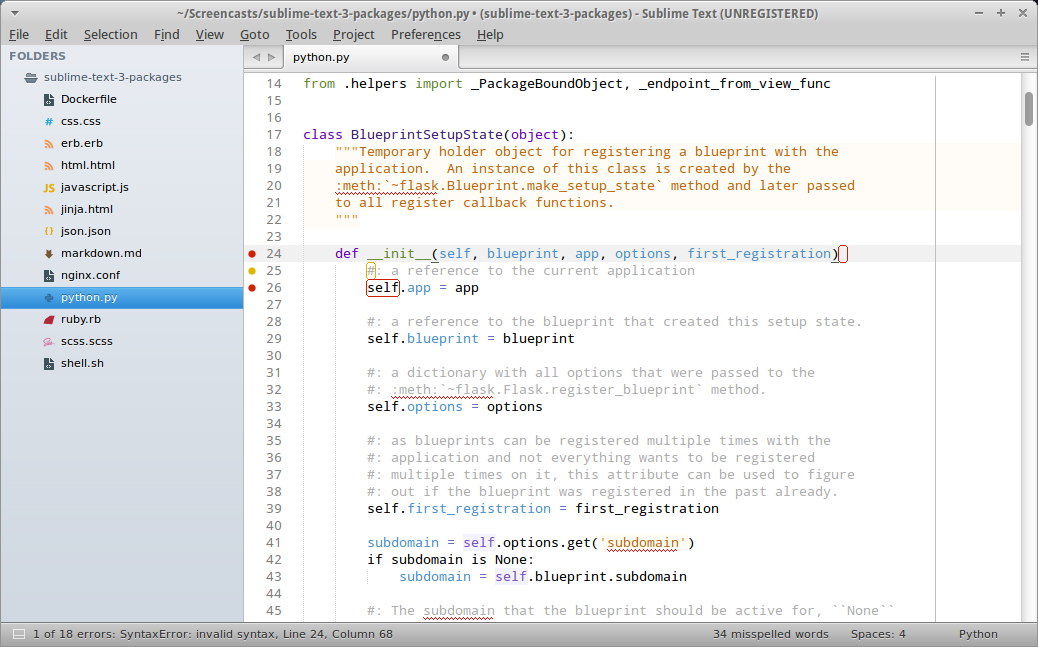 ~/Screencasts/sublime-text-3-packages/python.py • (sublime-text-3-packages) - Sublime Text (UNREGISTERED)
File Edit Selection Find View Goto Tools Project Preferences Help
FOLDERS
sublime-text-3-packages
Dockerfile
# css.css
erb.erb
html.html
JS javascript.js
jinja.html
{} json.json
markdown.md
nginx.conf
python.py
ruby.rb
scss.scss
shell.sh
python.py
14 from .helpers import _PackageBoundObject, _endpoint_from_view_func
15
16
17 class BlueprintSetupState(object):
18     """Temporary holder object for registering a blueprint with the
19     application.  An instance of this class is created by the
20     :meth:`~flask.Blueprint.make_setup_state` method and later passed
21     to all register callback functions.
22     """
23
24     def __init__(self, blueprint, app, options, first_registration)
25         #: a reference to the current application
26         self.app = app
27
28         #: a reference to the blueprint that created this setup state.
29         self.blueprint = blueprint
30
31         #: a dictionary with all options that were passed to the
32         #: :meth:`~flask.Flask.register_blueprint` method.
33         self.options = options
34
35         #: as blueprints can be registered multiple times with the
36         #: application and not everything wants to be registered
37         #: multiple times on it, this attribute can be used to figure
38         #: out if the blueprint was registered in the past already.
39         self.first_registration = first_registration
40
41         subdomain = self.options.get('subdomain')
42         if subdomain is None:
43             subdomain = self.blueprint.subdomain
44
45         #: The subdomain that the blueprint should be active for, ``None``
1 of 18 errors: SyntaxError: invalid syntax, Line 24, Column 68 34 misspelled words Spaces: 4 Python